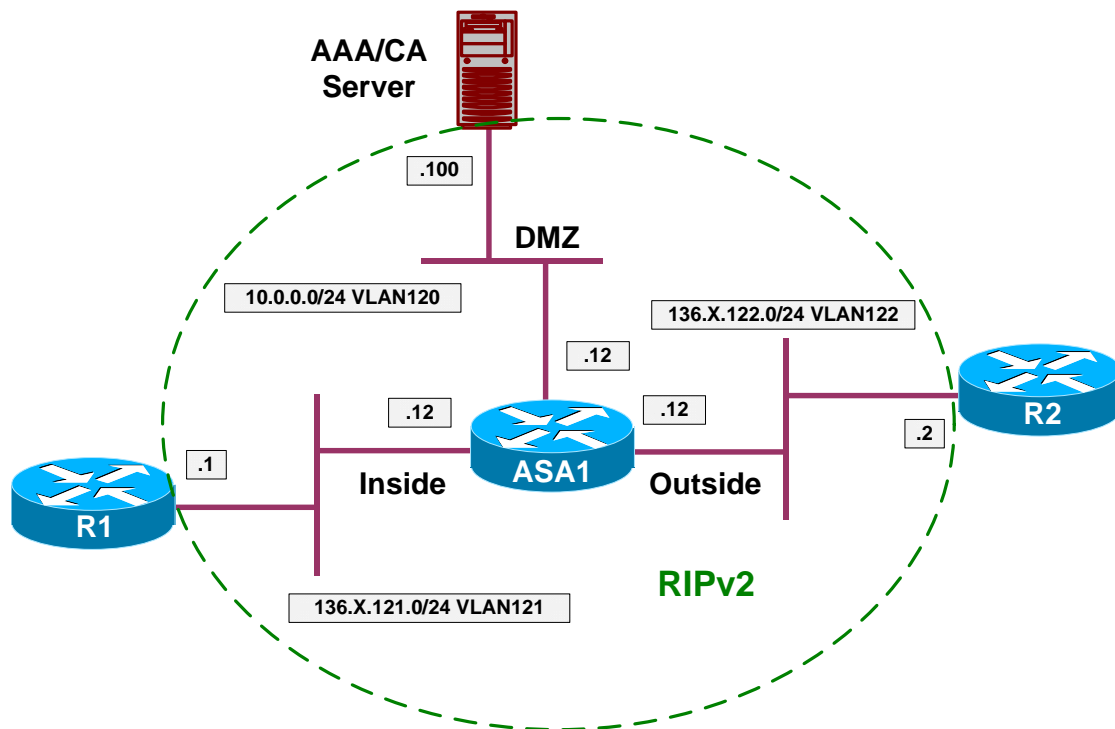 AAA/CA
Server
.100
DMZ
10.0.0.0/24 VLAN120
136.X.122.0/24 VLAN122
.12
.12
.12
.2
R2
.1
Inside
ASA1
Outside
R1
RIPv2
136.X.121.0/24 VLAN121